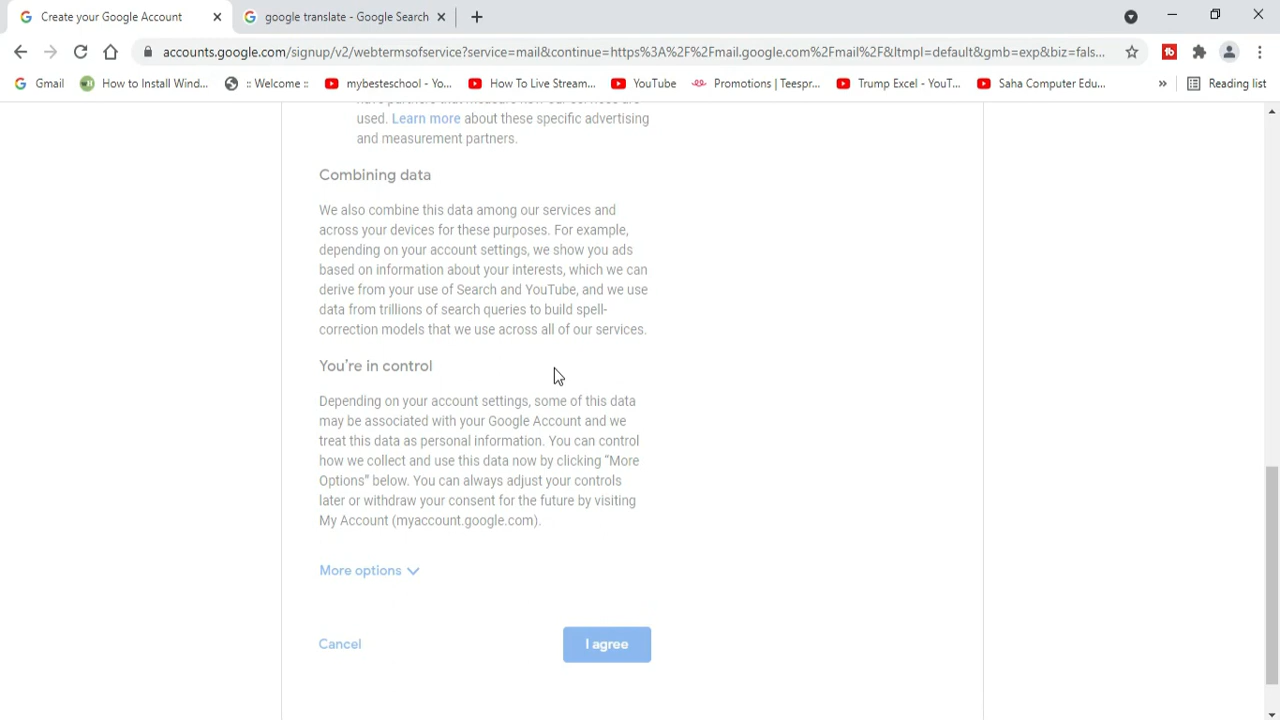 Create your Google Account
google translate - Google Search
accounts.google.com/signup/v2/webtermsofservice?service=mail&continue=https%3A%2F%2Fmail.google.com%2Fmail%2F&ltmpl=default&gmb=exp&biz=fals...
Gmail
How to Install Wind...
:: Welcome ::
mybesteschool - Yo...
How To Live Stream...
YouTube
Promotions | Teespr...
Trump Excel - YouT...
Saha Computer Edu...
»
Reading list
used. Learn more about these specific advertising
and measurement partners.
Combining data
We also combine this data among our services and
across your devices for these purposes. For example,
depending on your account settings, we show you ads
based on information about your interests, which we can
derive from your use of Search and YouTube, and we use
data from trillions of search queries to build spell-
correction models that we use across all of our services.
You're in control
Depending on your account settings, some of this data
may be associated with your Google Account and we
treat this data as personal information. You can control
how we collect and use this data now by clicking “More
Options” below. You can always adjust your controls
later or withdraw your consent for the future by visiting
My Account (myaccount.google.com).
More options
Cancel
I agree